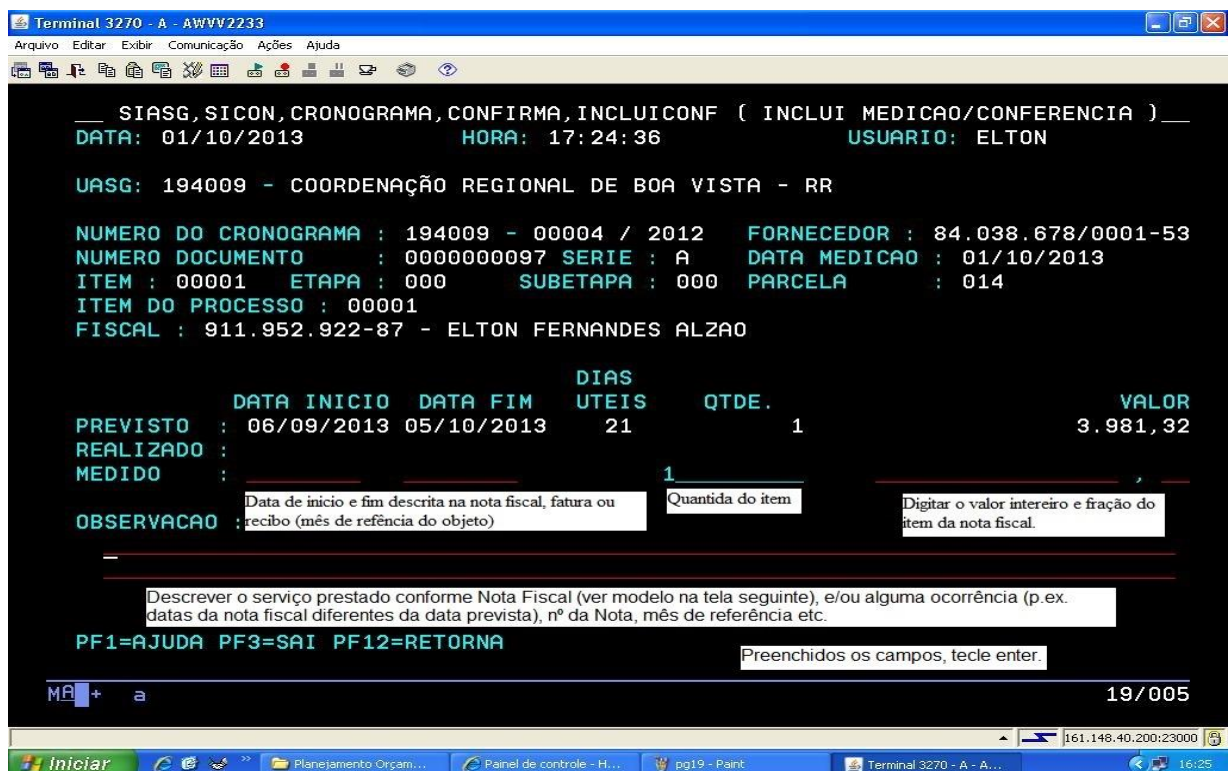 Terminal 3270 - A - AWVV2233
Arquivo Editar Exibir Comunicação Ações Ajuda
__ SIASG,SICON,CRONOGRAMA,CONFIRMA,INCLUICONF ( INCLUI MEDICAO/CONFERENCIA )__
DATA: 01/10/2013 HORA: 17:24:36 USUARIO: ELTON
UASG: 194009 - COORDENAçÃO REGIONAL DE BOA VISTA - RR
NUMERO DO CRONOGRAMA : 194009 - 00004 / 2012 FORNECEDOR : 84.038.678/0001-53
NUMERO DOCUMENTO : 0000000097 SERIE : A DATA MEDICAO : 01/10/2013
ITEM : 00001 ETAPA : 000 SUBETAPA : 000 PARCELA : 014
ITEM DO PROCESSO : 00001
FISCAL : 911.952.922-87 - ELTON FERNANDES ALZAO
DIAS
DATA INICIO DATA FIM UTEIS QTDE. VALOR
PREVISTO : 06/09/2013 05/10/2013 21 1 3.981,32
REALIZADO :
MEDIDO : __________ __________ 1__________ __________ , __
Data de inicio e fim descrita na nota fiscal, fatura ou
recibo (mês de refência do objeto)
Quantida do item
Digitar o valor intereiro e fração do
item da nota fiscal.
OBSERVACAO :
Descrever o serviço prestado conforme Nota Fiscal (ver modelo na tela seguinte), e/ou alguma ocorrência (p.ex.
datas da nota fiscal diferentes da data prevista), nº da Nota, mês de referência etc.
PF1=AJUDA PF3=SAI PF12=RETORNA
Preenchidos os campos, tecle enter.
MA + a 19/005
161.148.40.200:23000
Iniciar Planejamento Orçam... Painel de controle - H... pg19 - Paint Terminal 3270 - A - A... 16:25